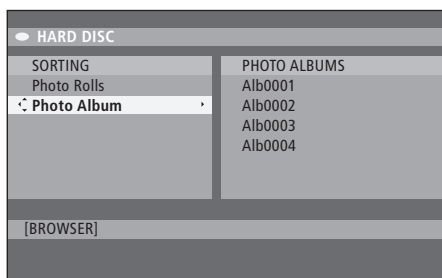 HARD DISC
SORTING
Photo Rolls
Photo Album
PHOTO ALBUMS
Alb0001
Alb0002
Alb0003
Alb0004
[BROWSER]